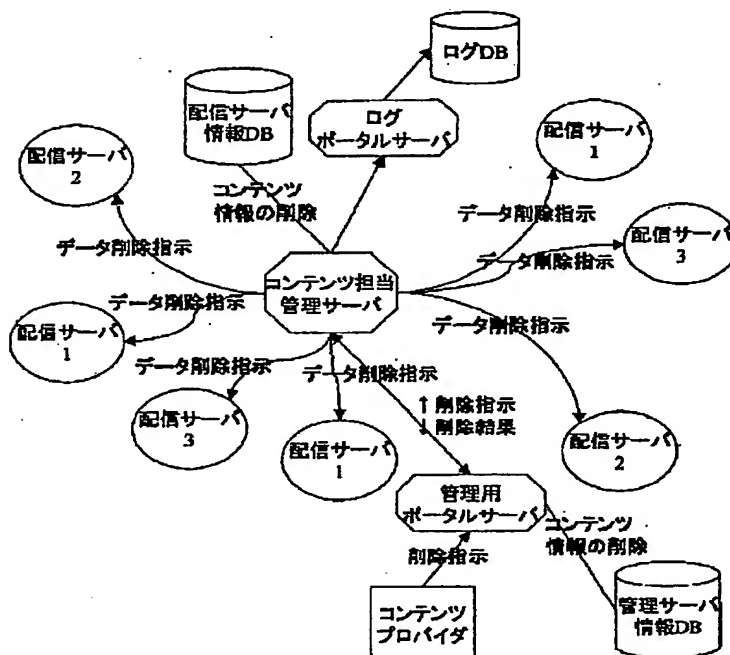 ログDB
配信サーバ
情報DB
ログ
ポータルサーバ
配信サーバ
1
配信サーバ
2
コンテンツ
情報の削除
データ削除指示
配信サーバ
3
データ削除指示
データ削除指示
コンテンツ担当
管理サーバ
データ削除指示
配信サーバ
1
データ削除指示
データ削除指示
データ削除指示
配信サーバ
3
配信サーバ
1
↑削除指示
↓削除結果
配信サーバ
2
管理用
ポータルサーバ
コンテンツ
情報の削除
削除指示
コンテンツ
プロバイダ
管理サーバ
情報DB